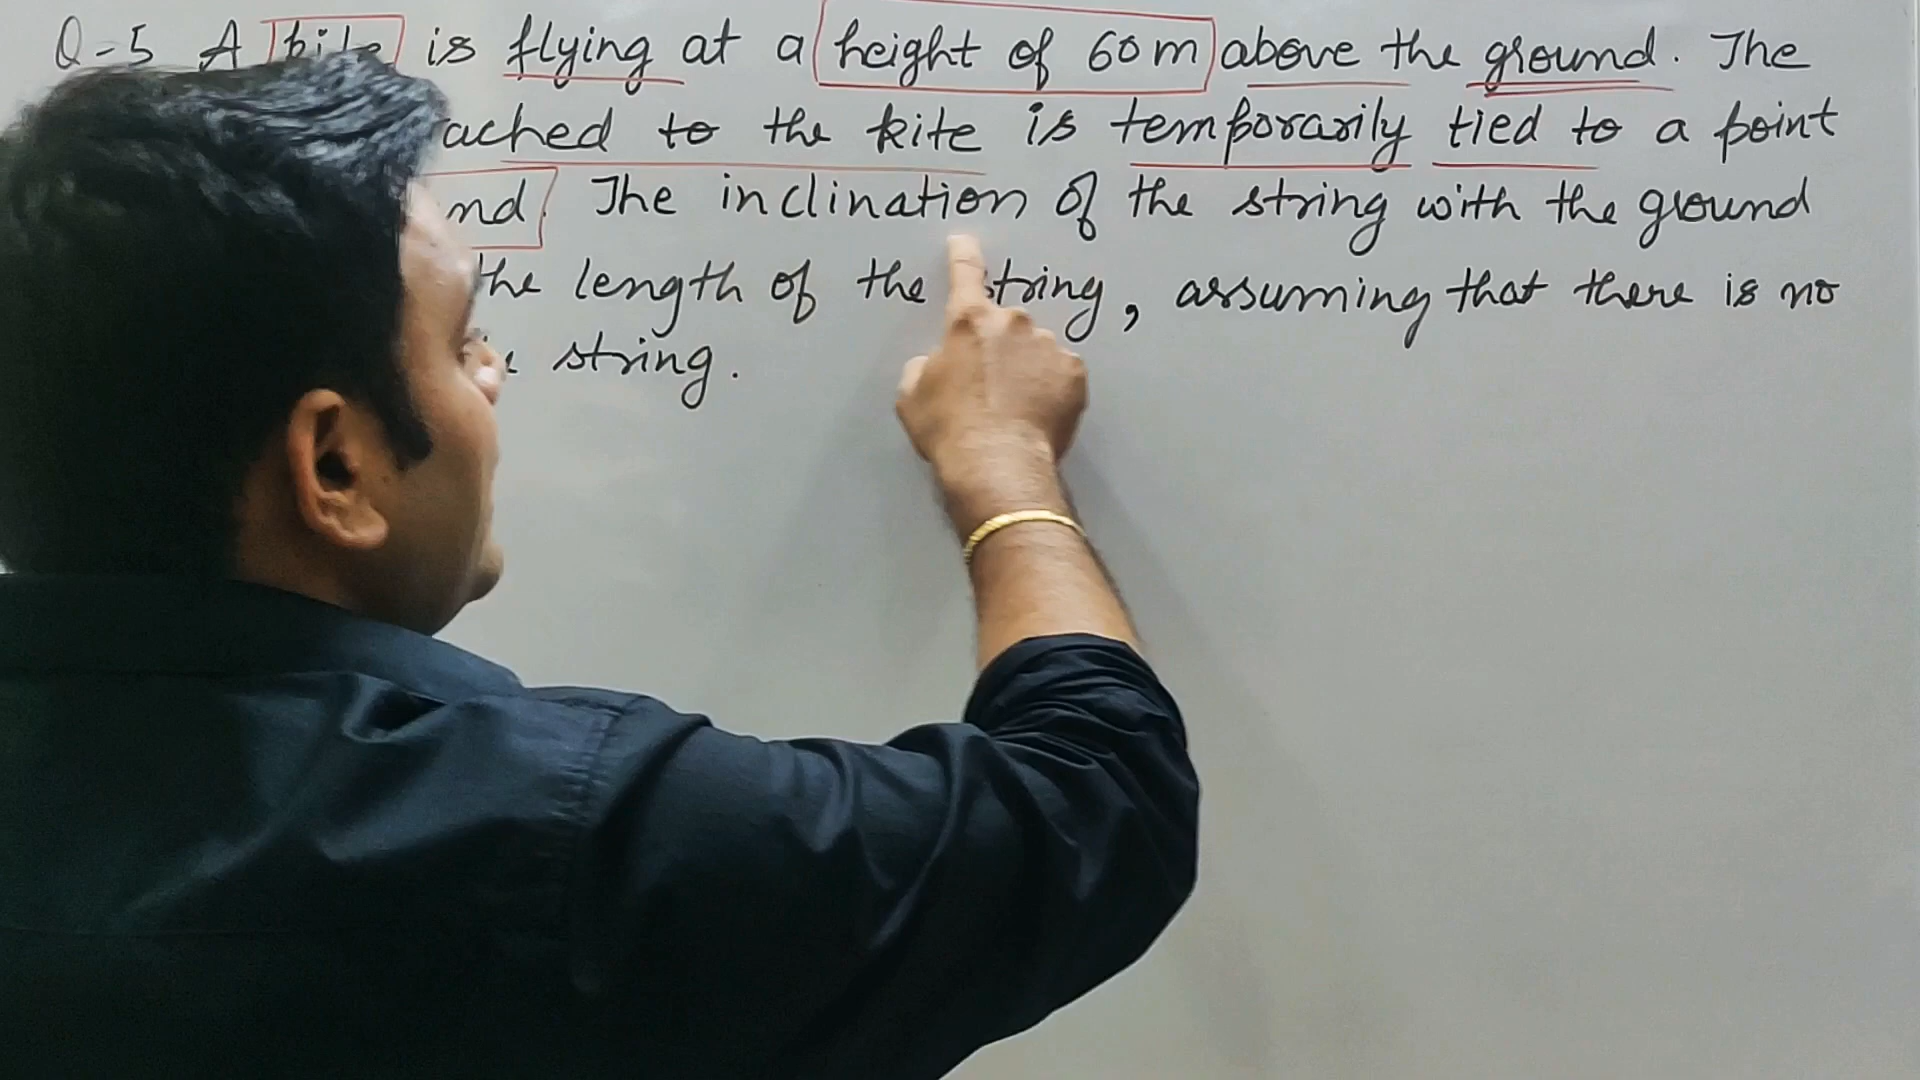 Q-5 A kite is flying at a height of 60m above the ground. The
ached to the kite is temporarily tied to a point
nd. The inclination of the string with the ground
the length of the string, assuming that there is no
string.